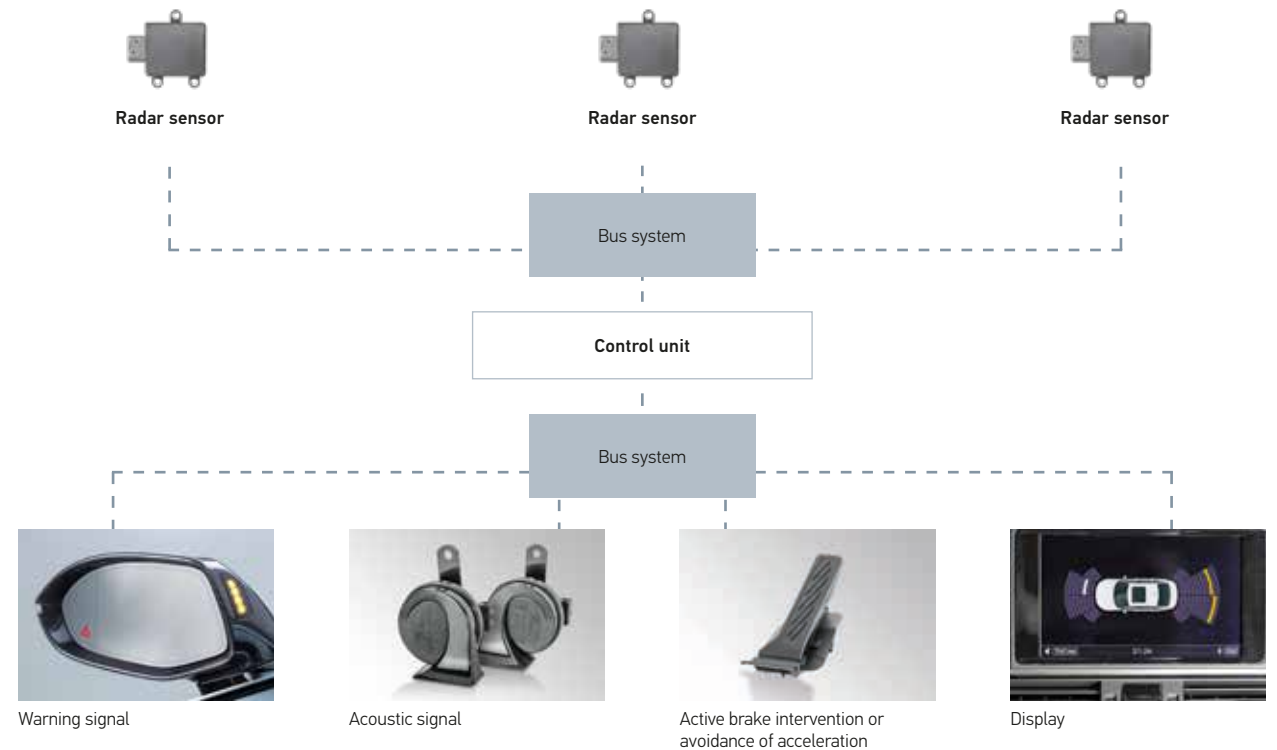 Radar sensor
Radar sensor
Radar sensor
Bus system
Control unit
Bus system
Warning signal
Acoustic signal
Active brake intervention or
avoidance of acceleration
Display